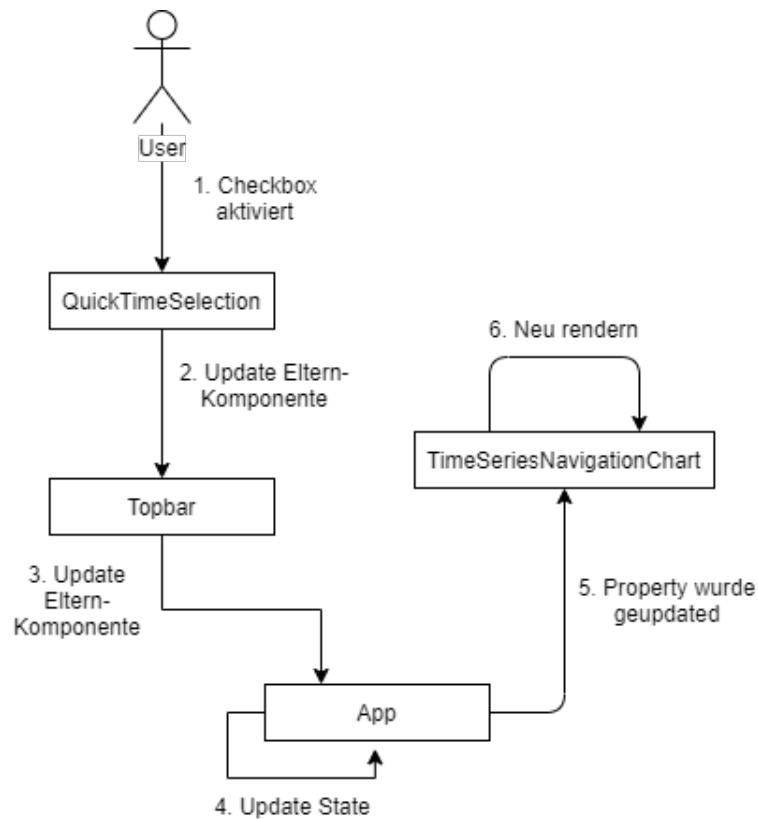 User
1. Checkbox
aktiviert
QuickTimeSelection
2. Update Eltern-
Komponente
Topbar
3. Update
Eltern-
Komponente
App
4. Update State
5. Property wurde
geupdated
TimeSeriesNavigationChart
6. Neu rendern